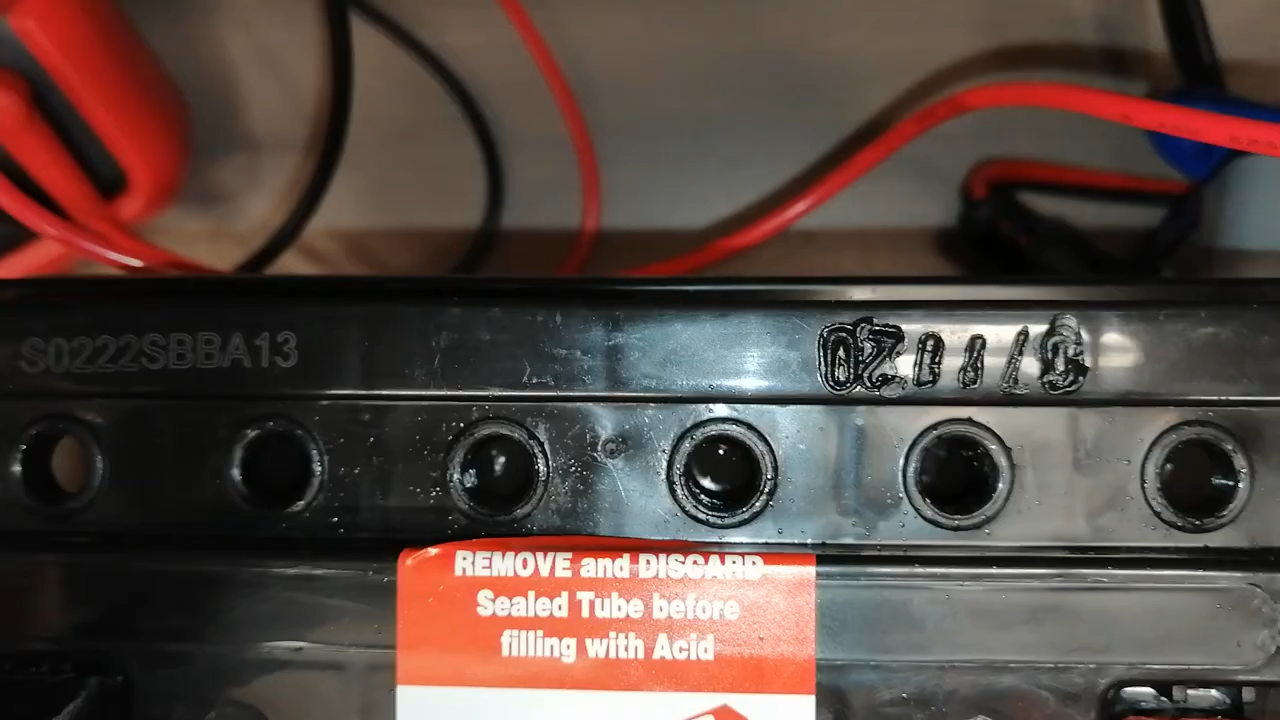 S0222SBBA13
REMOVE and DISCARD
Sealed Tube before
filling with Acid